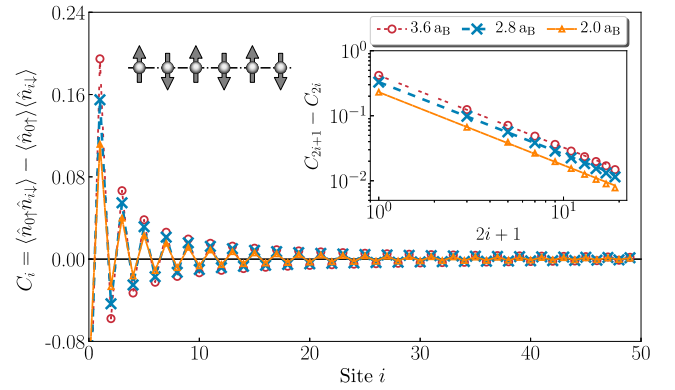 3.6 a_B 2.8 a_B 2.0 a_B
C_i = ⟨n̂_{0↑} n̂_{i↓}⟩ − ⟨n̂_{0↑}⟩⟨n̂_{i↓}⟩
0.24
0.16
0.08
0.00
-0.08
0 10 20 30 40 50
Site i
C_{2i+1} − C_{2i}
10^0
10^{-1}
10^{-2}
10^0 10^1
2i + 1